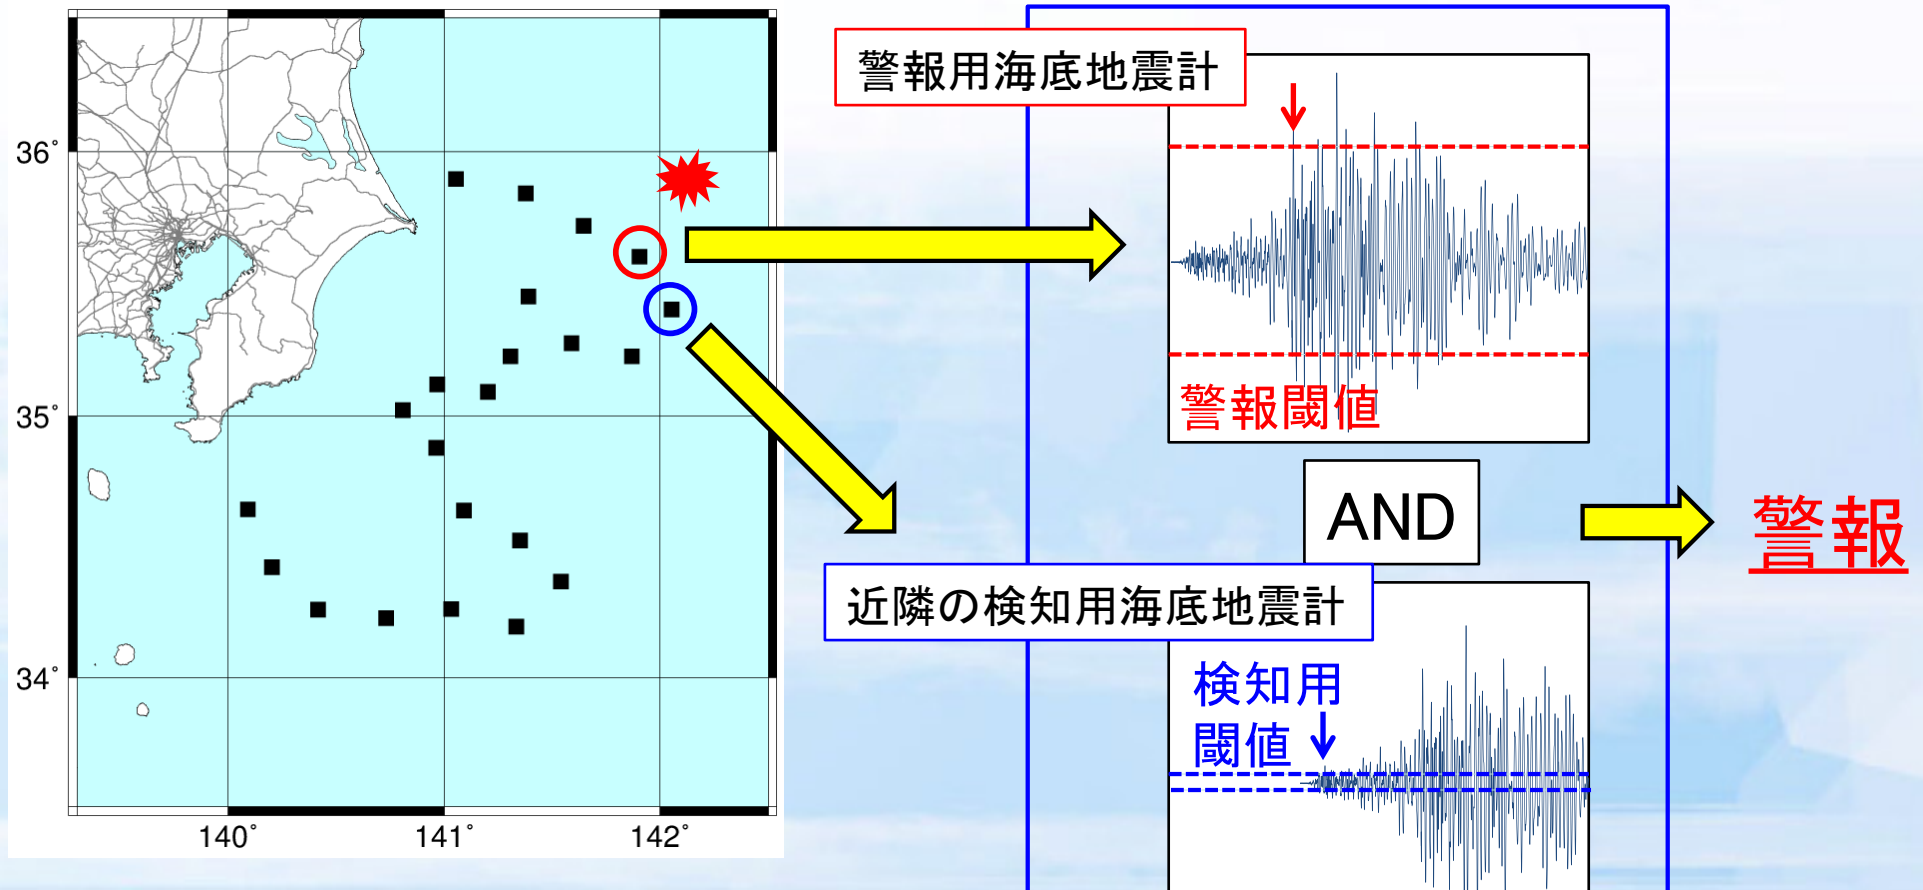 36°
35°
34°
140°
141°
142°
警報用海底地震計
警報閾値
AND
警報
近隣の検知用海底地震計
検知用
閾値